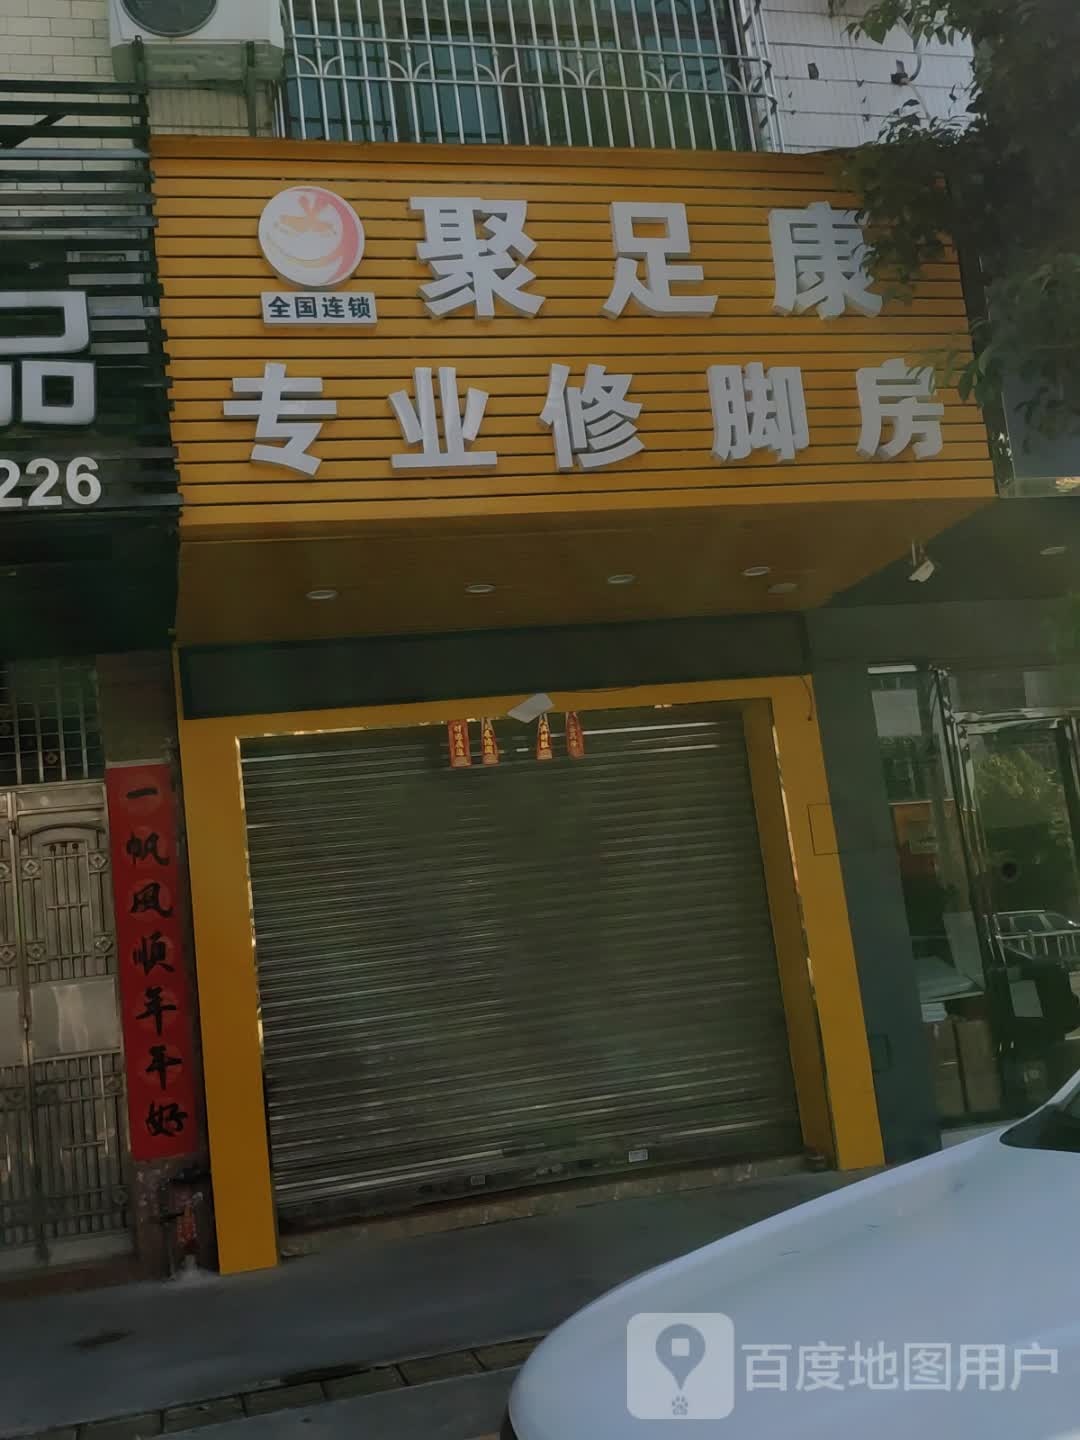 聚足康
全国连锁
专业修脚房
品
226
一帆风顺年年好
百度地图用户